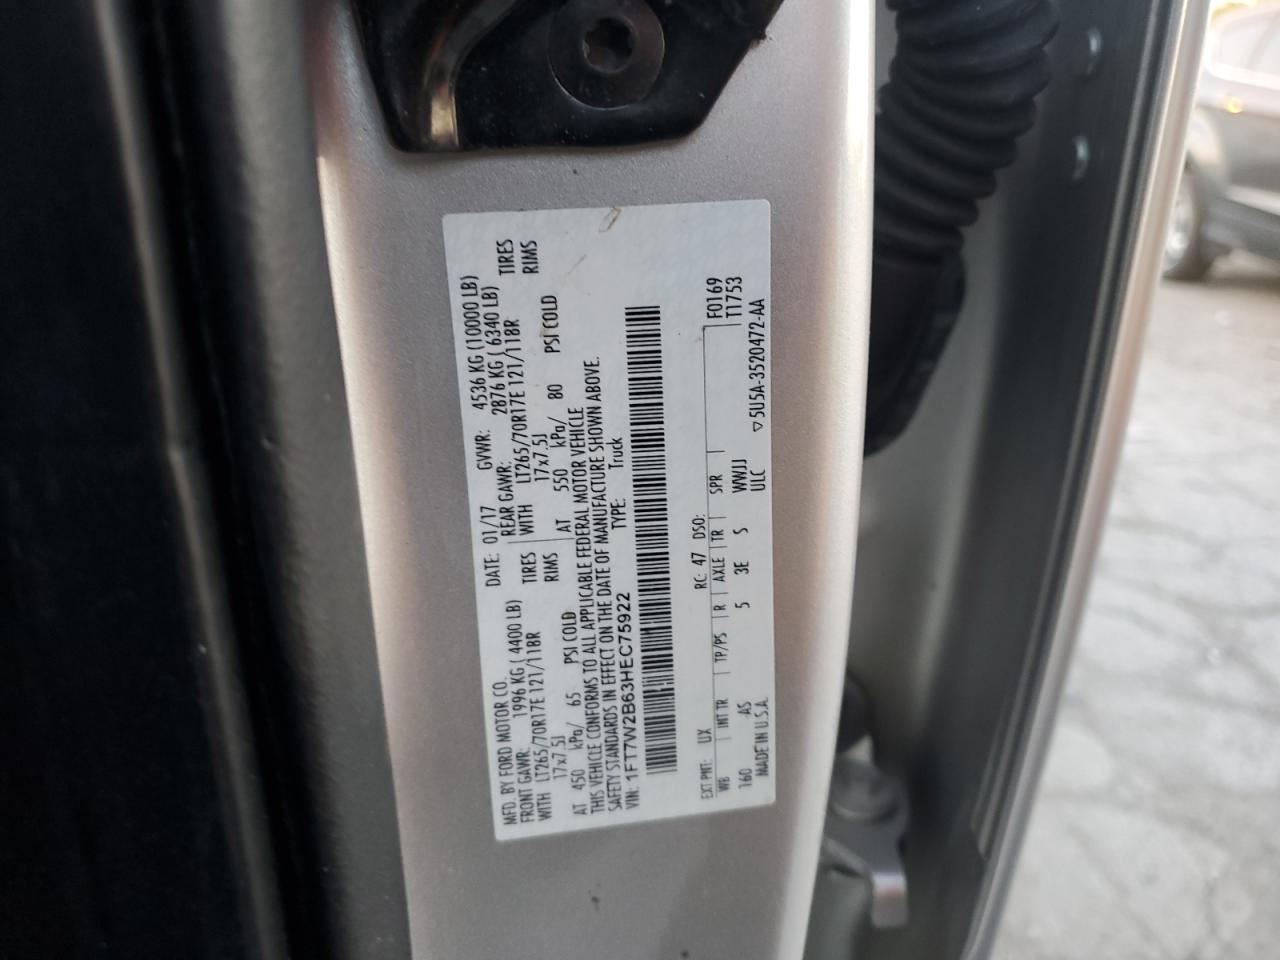 MFD. BY FORD MOTOR CO. DATE: 01/17 GVWR: 4536 KG (10000 LB)
FRONT GAWR: 1996 KG ( 4400 LB) REAR GAWR: 2876 KG ( 6340 LB)
WITH LT265/70R17E 121/118R TIRES WITH LT265/70R17E 121/118R TIRES
17x7.5J RIMS 17x7.5J RIMS
AT 450 kPa/ 65 PSI COLD AT 550 kPa/ 80 PSI COLD
THIS VEHICLE CONFORMS TO ALL APPLICABLE FEDERAL MOTOR VEHICLE
SAFETY STANDARDS IN EFFECT ON THE DATE OF MANUFACTURE SHOWN ABOVE.
VIN: 1FT7W2B63HEC75922 TYPE: Truck
EXT PNT: UX RC: 47 DSO: F0169
WB INT TR TP/PS R AXLE TR SPR T1753
160 AS 5 3E S WWJJ
MADE IN U.S.A. ULC ▽5U5A-3520472-AA